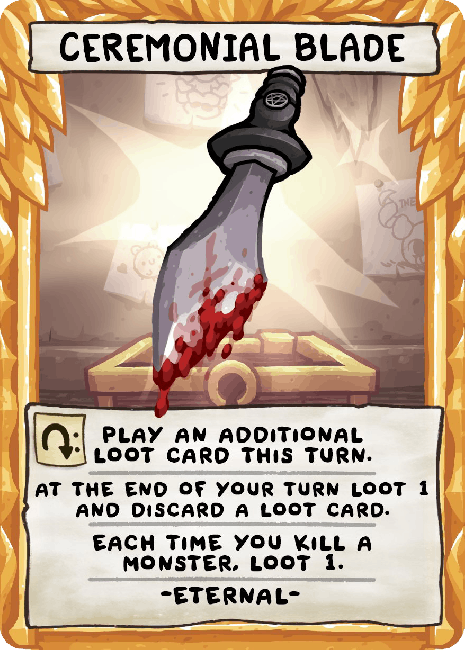 CEREMONIAL BLADE
PLAY AN ADDITIONAL
LOOT CARD THIS TURN.
AT THE END OF YOUR TURN LOOT 1
AND DISCARD A LOOT CARD.
EACH TIME YOU KILL A
MONSTER, LOOT 1.
-ETERNAL-